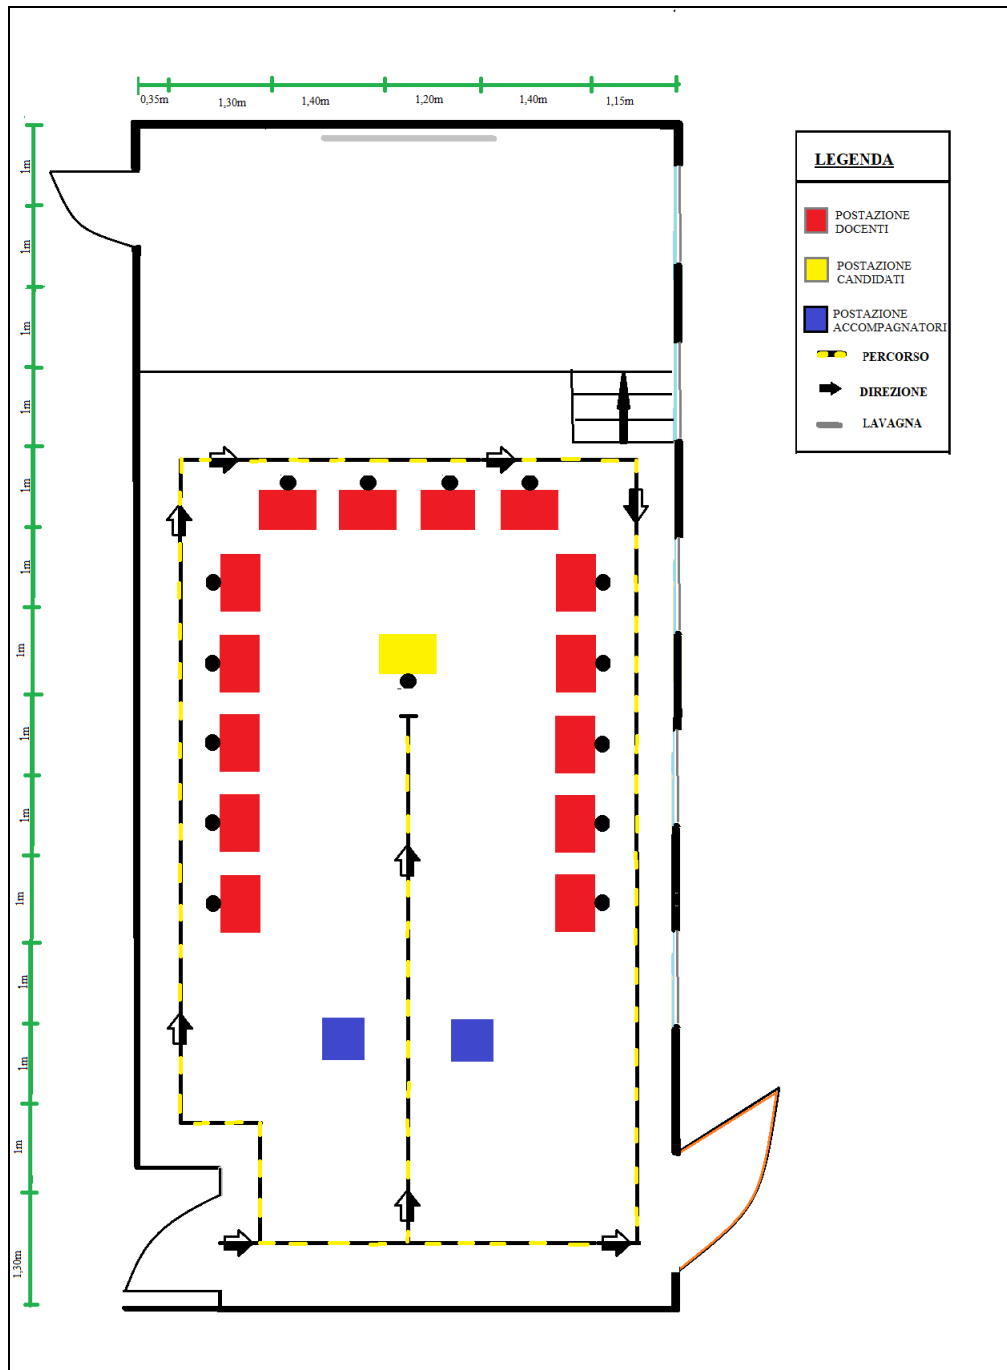 0,35m
1,30m
1,40m
1,20m
1,40m
1,15m
1m
1m
1m
1m
1m
1m
1m
1m
1m
1m
1m
1m
1m
1,30m
LEGENDA
POSTAZIONE
DOCENTI
POSTAZIONE
CANDIDATI
POSTAZIONE
ACCOMPAGNATORI
PERCORSO
DIREZIONE
LAVAGNA